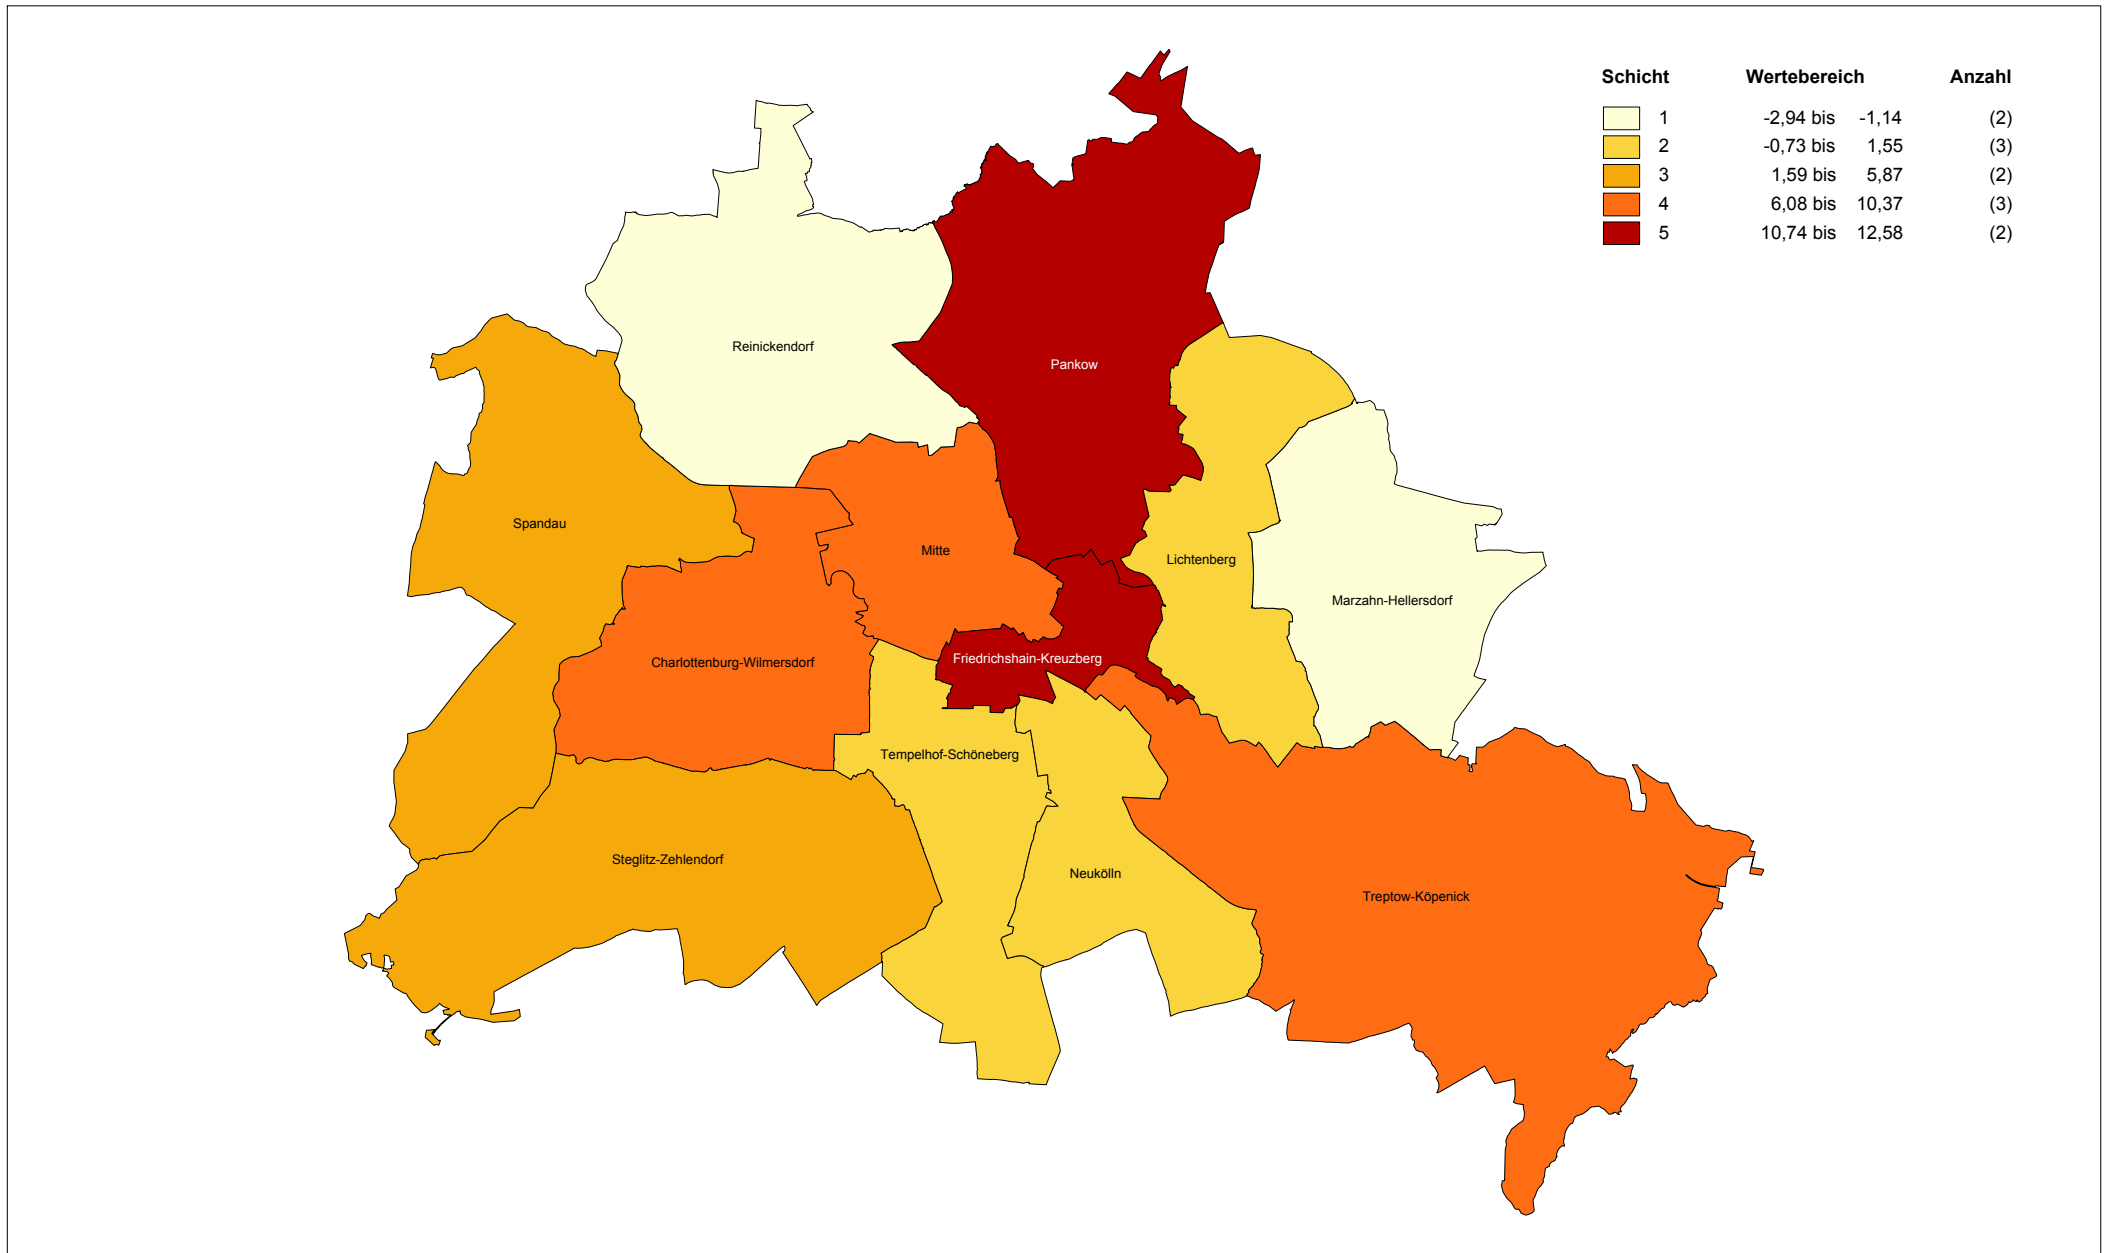 Schicht Wertebereich Anzahl
1 -2,94 bis -1,14 (2)
2 -0,73 bis 1,55 (3)
3 1,59 bis 5,87 (2)
4 6,08 bis 10,37 (3)
5 10,74 bis 12,58 (2)
Reinickendorf
Pankow
Spandau
Mitte
Lichtenberg
Marzahn-Hellersdorf
Charlottenburg-Wilmersdorf
Friedrichshain-Kreuzberg
Tempelhof-Schöneberg
Steglitz-Zehlendorf
Neukölln
Treptow-Köpenick